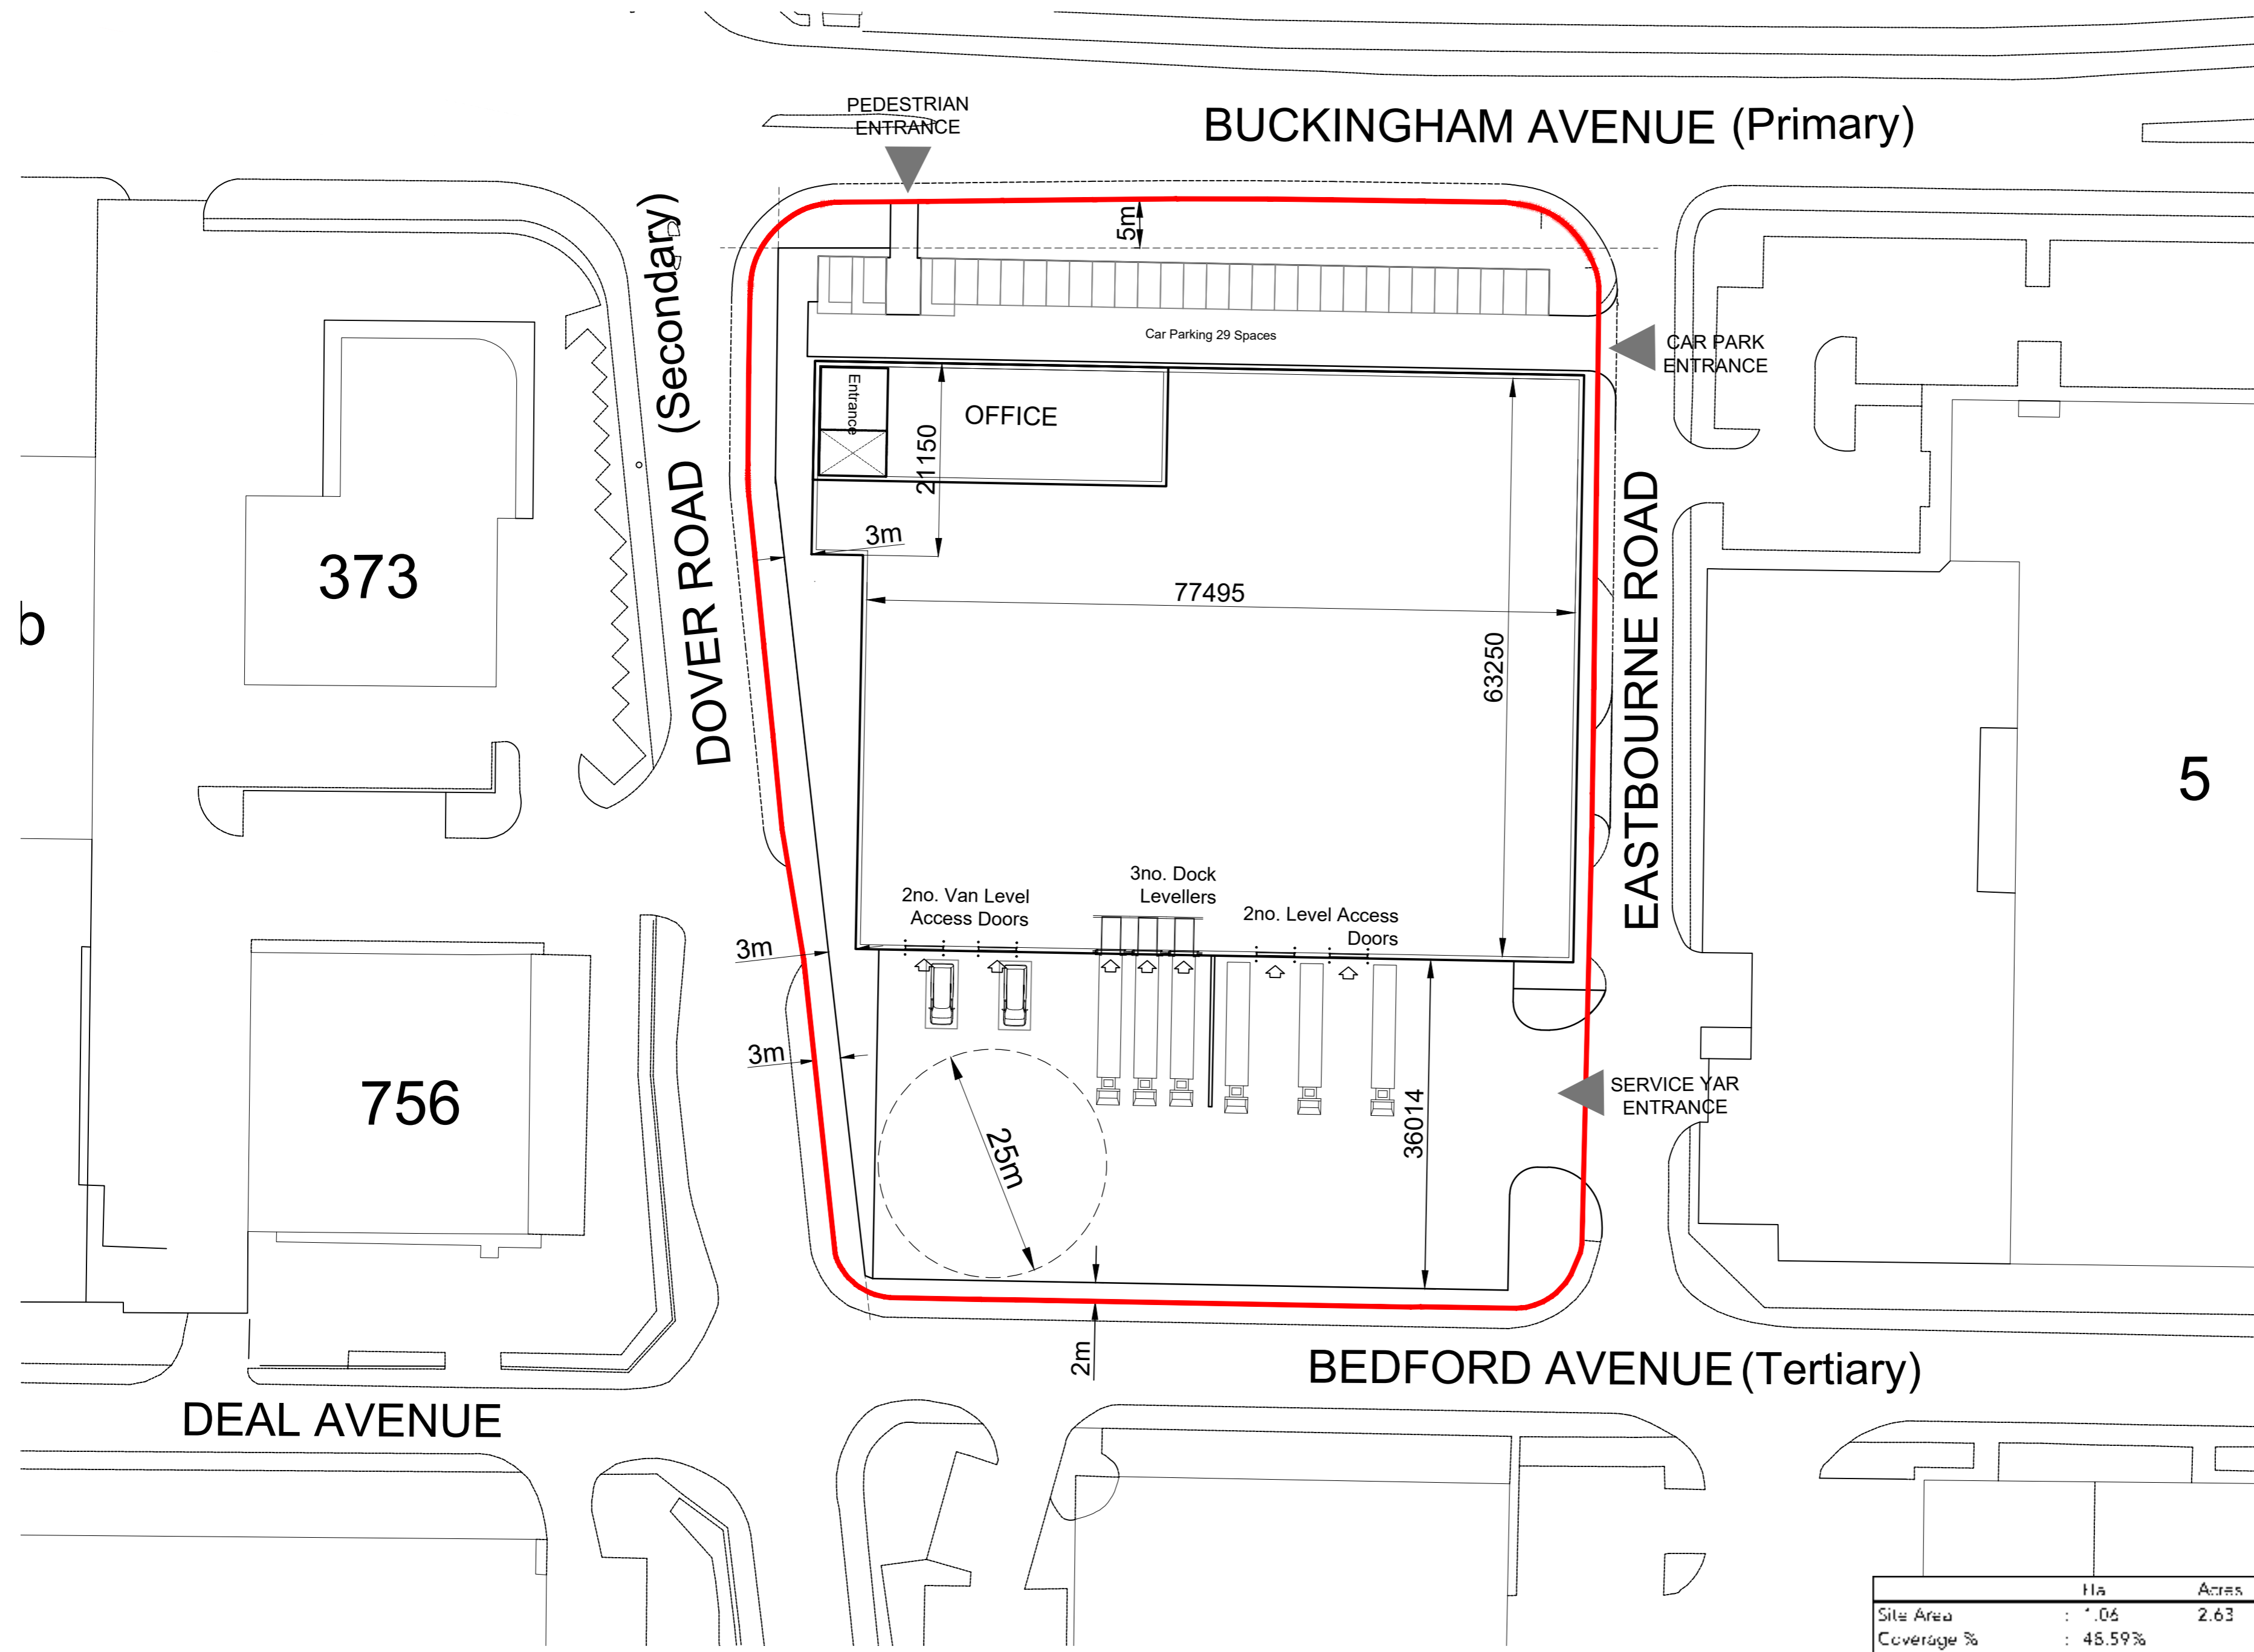 PEDESTRIAN
ENTRANCE
BUCKINGHAM AVENUE (Primary)
DOVER ROAD (Secondary)
5m
Car Parking 29 Spaces
CAR PARK
ENTRANCE
Entrance
OFFICE
21150
3m
373
b
77495
63250
EASTBOURNE ROAD
5
3no. Dock
Levellers
2no. Van Level
Access Doors
2no. Level Access
Doors
3m
3m
756
25m
36014
SERVICE YAR
ENTRANCE
2m
BEDFORD AVENUE (Tertiary)
DEAL AVENUE
Ha Acres
Site Area : 1.06 2.63
Coverage % :